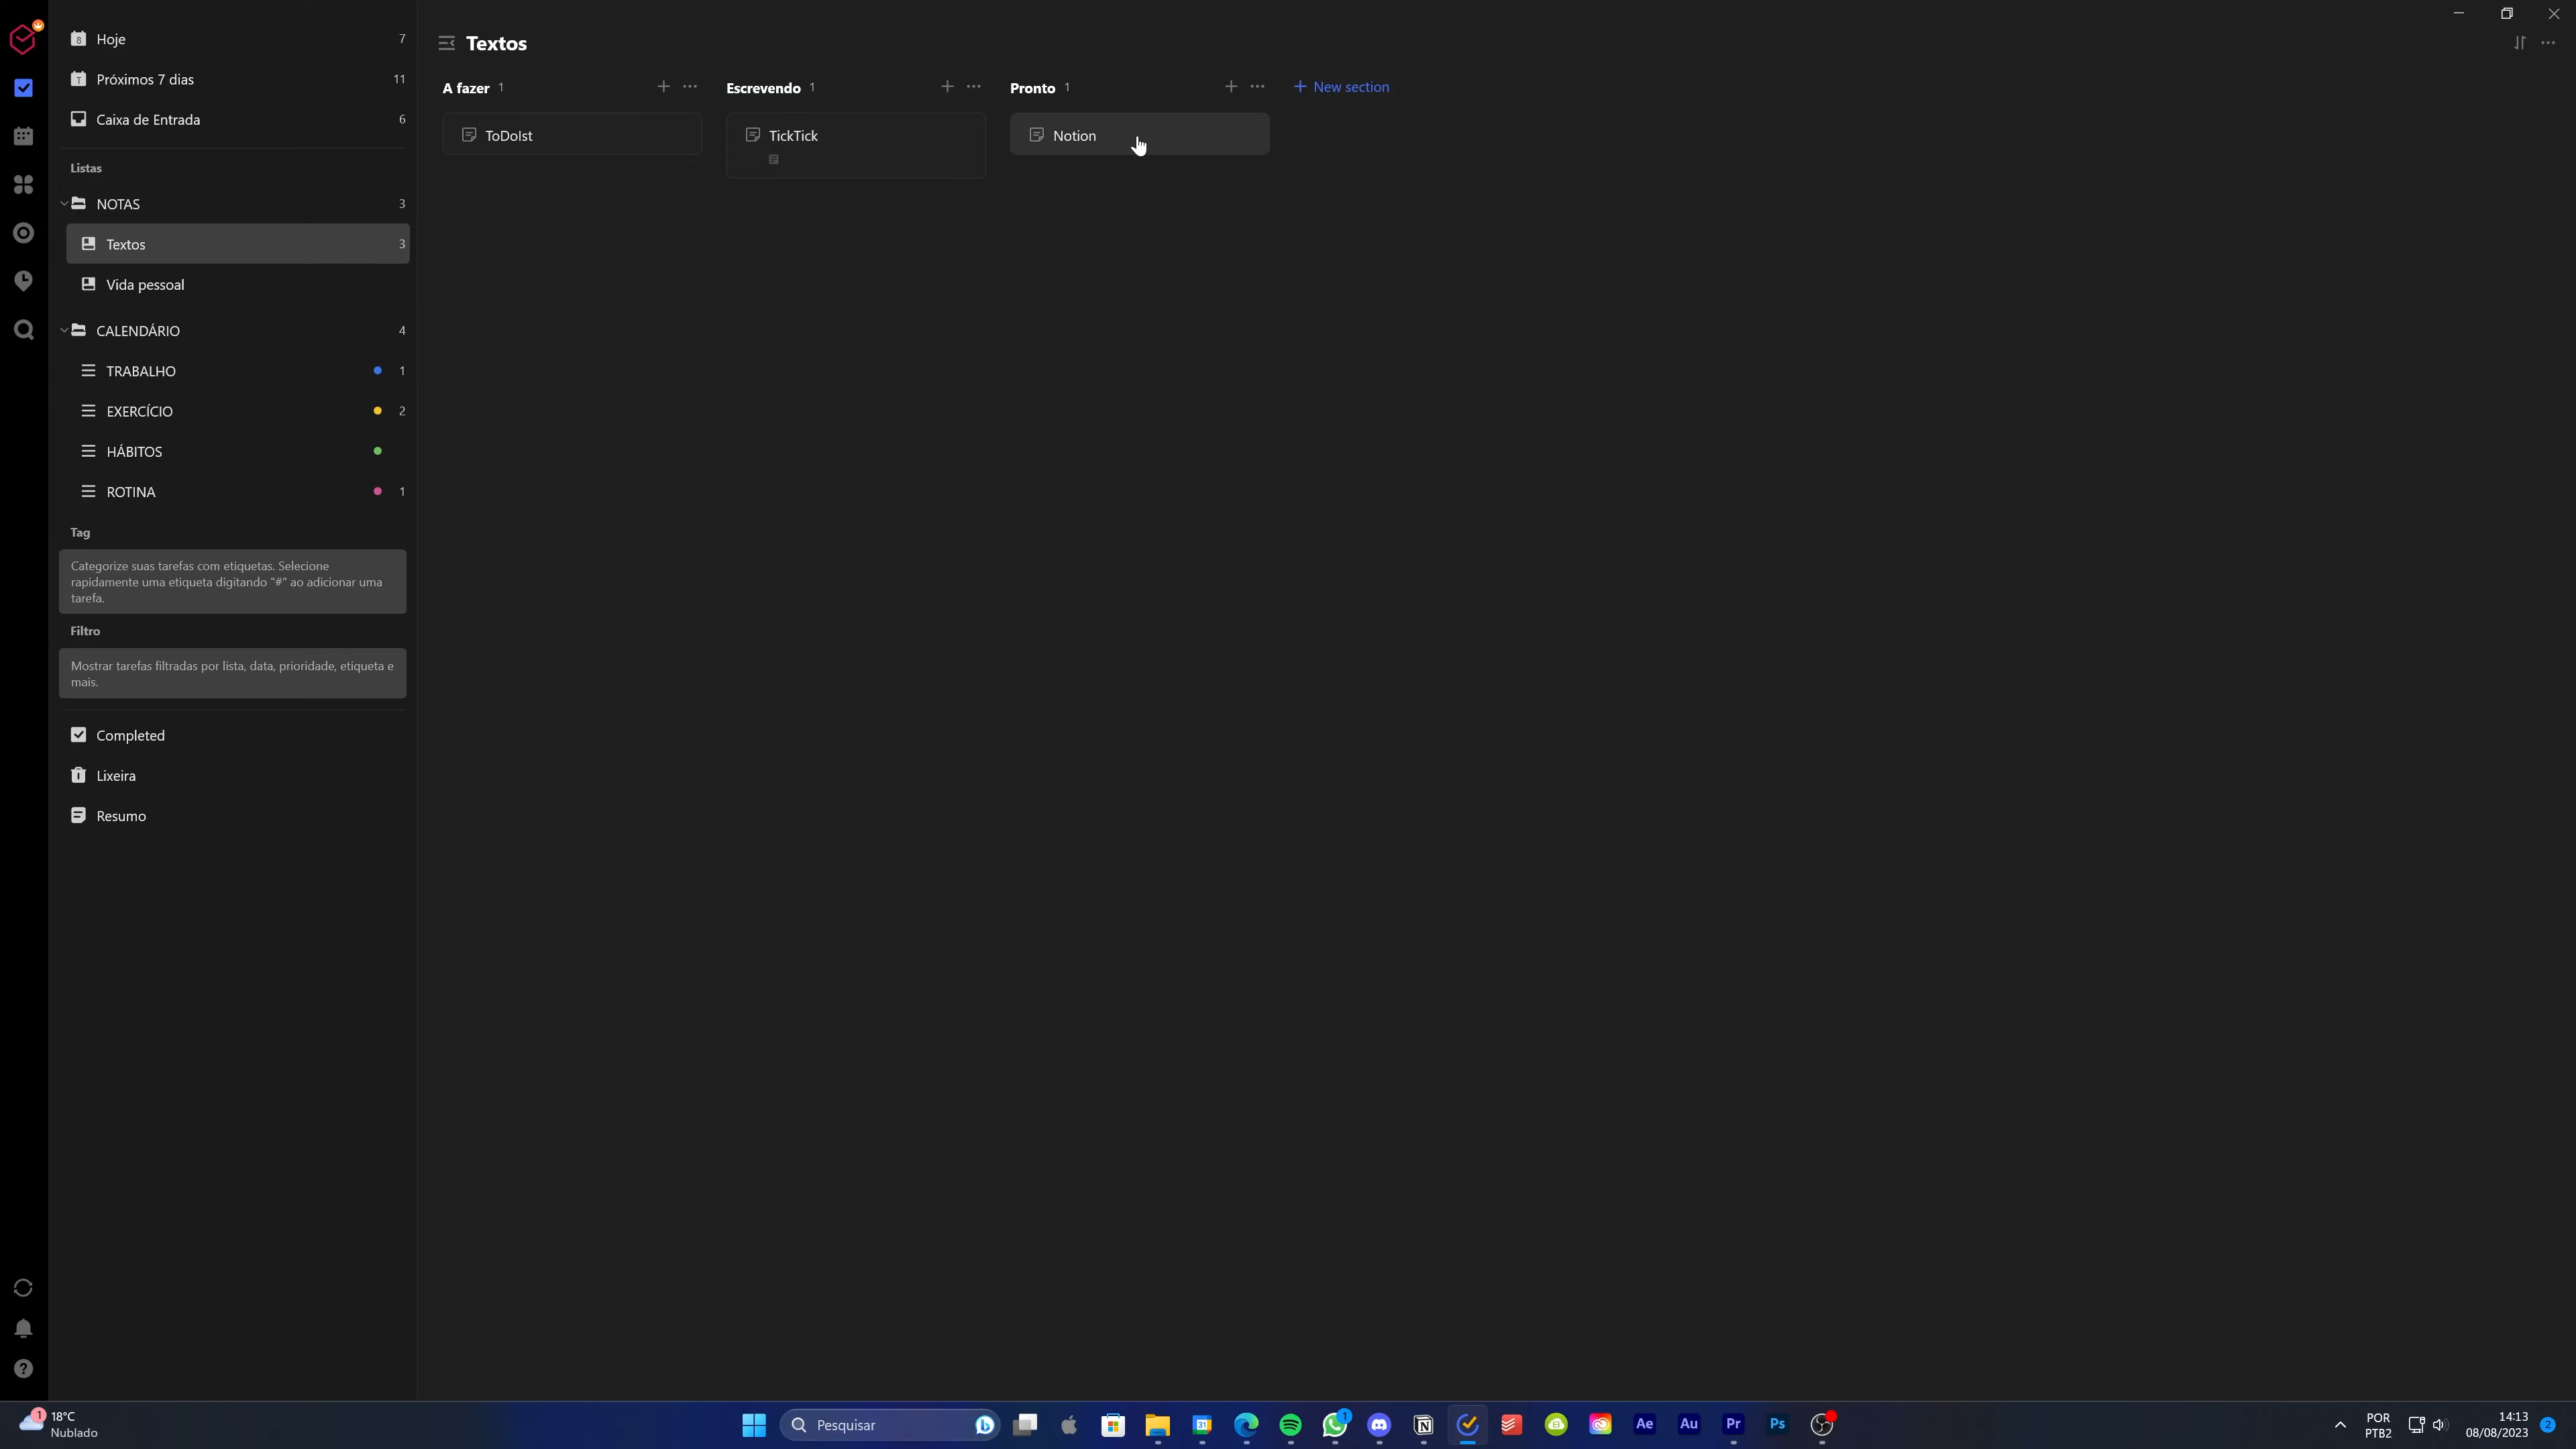 Hoje 7
Próximos 7 dias 11
Caixa de Entrada 6
Listas
NOTAS 3
Textos 3
Vida pessoal
CALENDÁRIO 4
TRABALHO 1
EXERCÍCIO 2
HÁBITOS
ROTINA 1
Tag
Categorize suas tarefas com etiquetas. Selecione
rapidamente uma etiqueta digitando "#" ao adicionar uma
tarefa.
Filtro
Mostrar tarefas filtradas por lista, data, prioridade, etiqueta e
mais.
Completed
Lixeira
Resumo
Textos
A fazer 1
ToDoIst
Escrevendo 1
TickTick
Pronto 1
Notion
+ New section
1 18°C
Nublado
Pesquisar
31
1
Ae
Au
Pr
Ps
POR
PTB2
14:13
08/08/2023
2